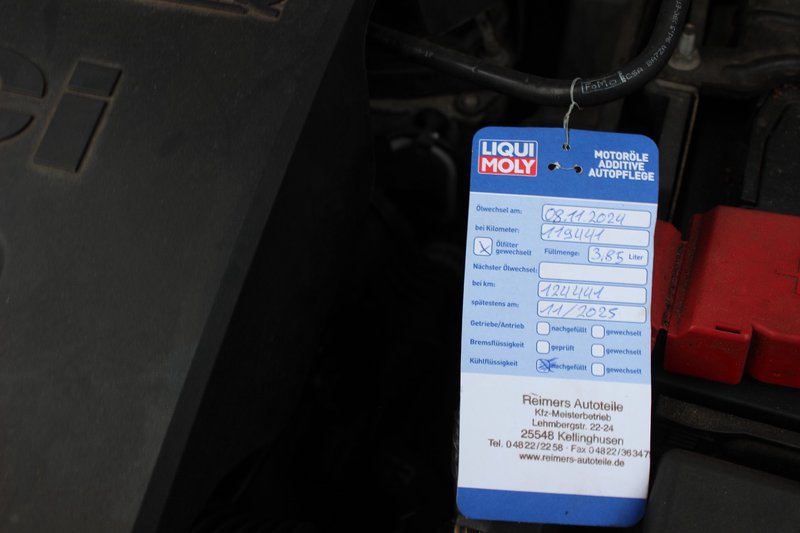 ei
FoMo
CSA
LIQUI
MOLY
MOTORÖLE
ADDITIVE
AUTOPFLEGE
Ölwechsel am: 08.11.2024
bei Kilometer: 119441
Ölfilter
gewechselt
Füllmenge: 3,85 Liter
Nächster Ölwechsel:
bei km: 124441
spätestens am: 11/2025
Getriebe/Antrieb nachgefüllt gewechselt
Bremsflüssigkeit geprüft gewechselt
Kühlflüssigkeit nachgefüllt gewechselt
Reimers Autoteile
Kfz-Meisterbetrieb
Lehmbergstr. 22-24
25548 Kellinghusen
Tel. 04822/2258 · Fax 04822/36347
www.reimers-autoteile.de